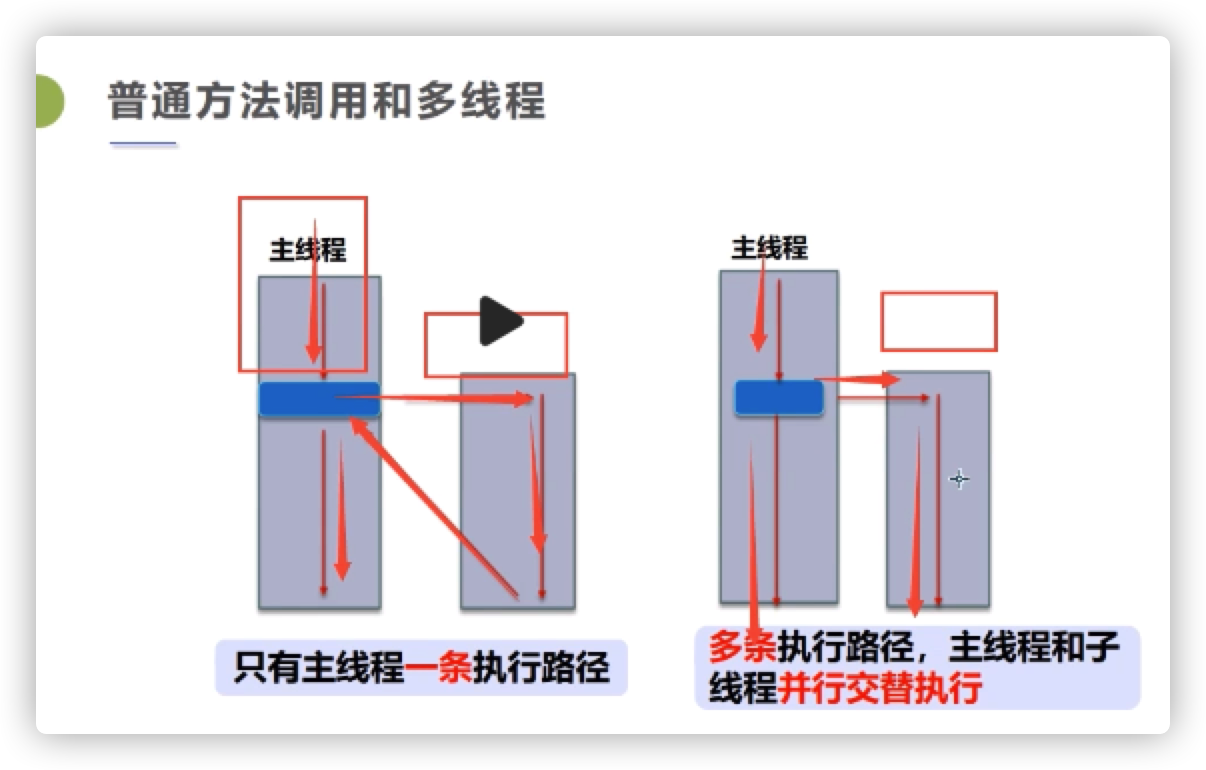 普通方法调用和多线程
主线程
主线程
只有主线程一条执行路径
多条执行路径，主线程和子
线程并行交替执行